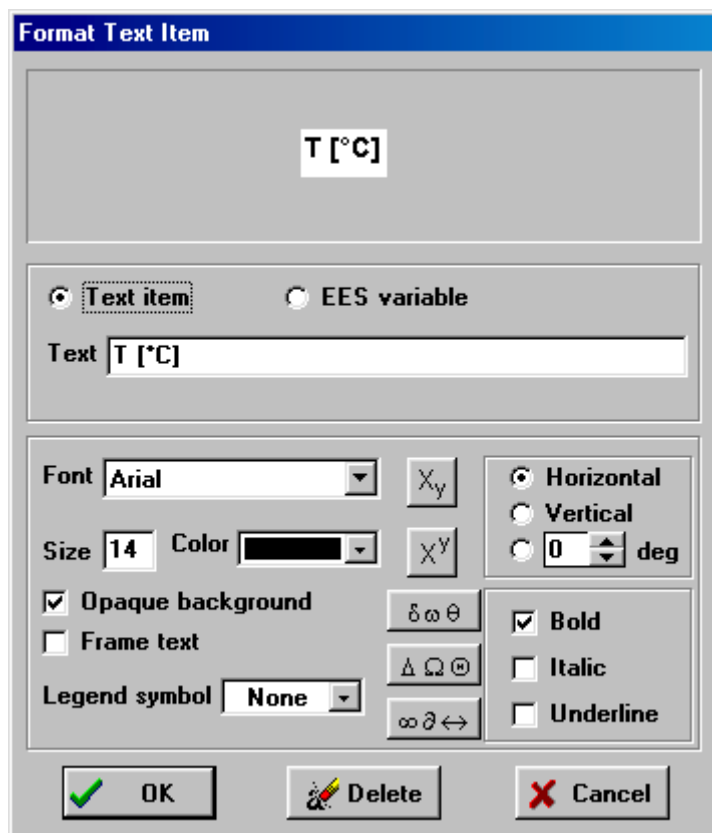 Format Text Item
T [°C]
Text item EES variable
Text T [°C]
Font Arial Xy Horizontal
Vertical
Size 14 Color X^y 0 deg
Opaque background δωθ Bold
Frame text
ΔΩΘ Italic
Legend symbol None ∞∂↔ Underline
OK Delete Cancel